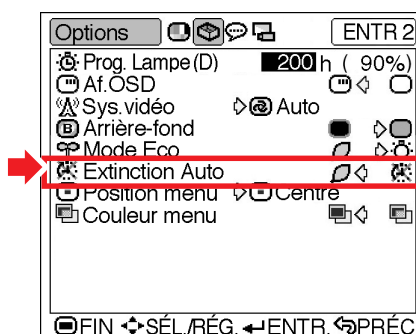 Options ENTR 2
Prog. Lampe(D) 200 h ( 90%)
Af.OSD
Sys.vidéo Auto
B Arrière-fond
Mode Eco
Extinction Auto
Position menu Centre
Couleur menu
FIN SÉL./RÉG. ENTR. PRÉC